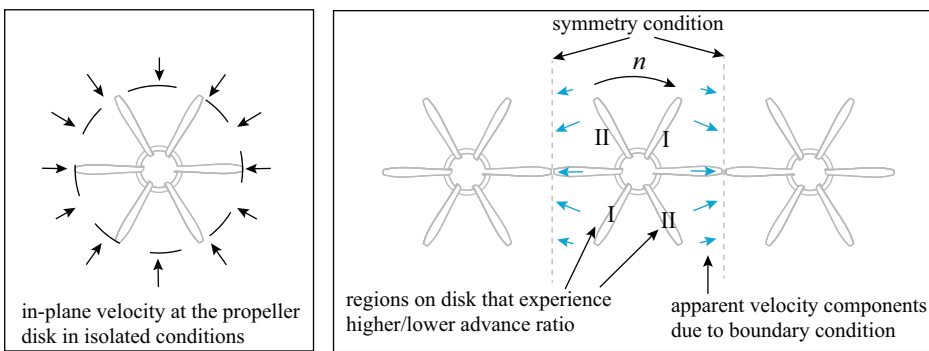 symmetry condition
n
II
I
I
II
in-plane velocity at the propeller
disk in isolated conditions
regions on disk that experience
higher/lower advance ratio
apparent velocity components
due to boundary condition